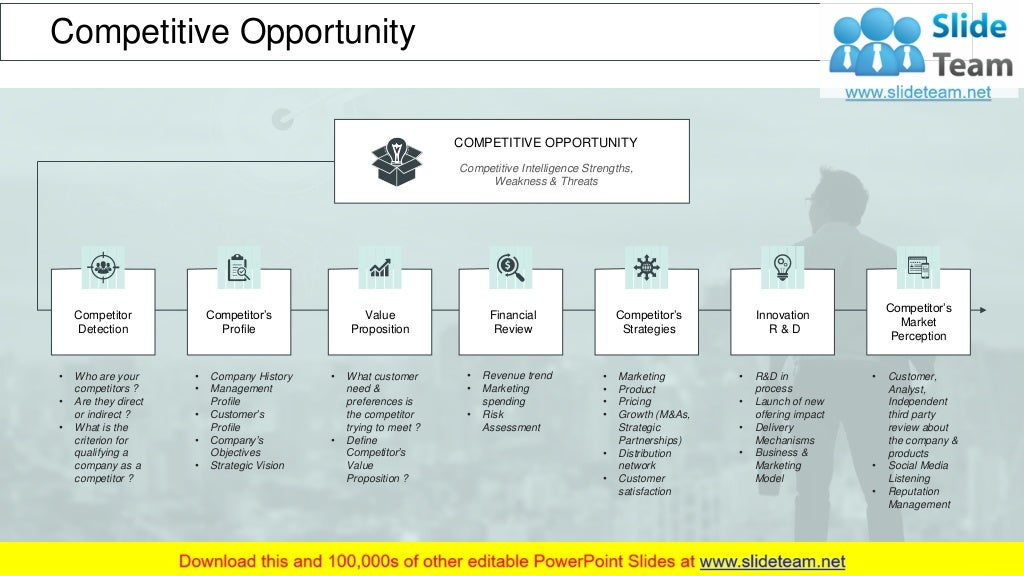 Competitive Opportunity
Slide
Team
www.slideteam.net
COMPETITIVE OPPORTUNITY
Competitive Intelligence Strengths,
Weakness & Threats
Competitor
Detection
• Who are your
competitors ?
• Are they direct
or indirect ?
• What is the
criterion for
qualifying a
company as a
competitor ?
Competitor's
Profile
• Company History
• Management
Profile
• Customer's
Profile
• Company's
Objectives
• Strategic Vision
Value
Proposition
• What customer
need &
preferences is
the competitor
trying to meet ?
• Define
Competitor's
Value
Proposition ?
Financial
Review
• Revenue trend
• Marketing
spending
• Risk
Assessment
Competitor's
Strategies
• Marketing
• Product
• Pricing
• Growth (M&As,
Strategic
Partnerships)
• Distribution
network
• Customer
satisfaction
Innovation
R & D
• R&D in
process
• Launch of new
offering impact
• Delivery
Mechanisms
• Business &
Marketing
Model
Competitor's
Market
Perception
• Customer,
Analyst,
Independent
third party
review about
the company &
products
• Social Media
Listening
• Reputation
Management
Download this and 100,000s of other editable PowerPoint Slides at www.slideteam.net